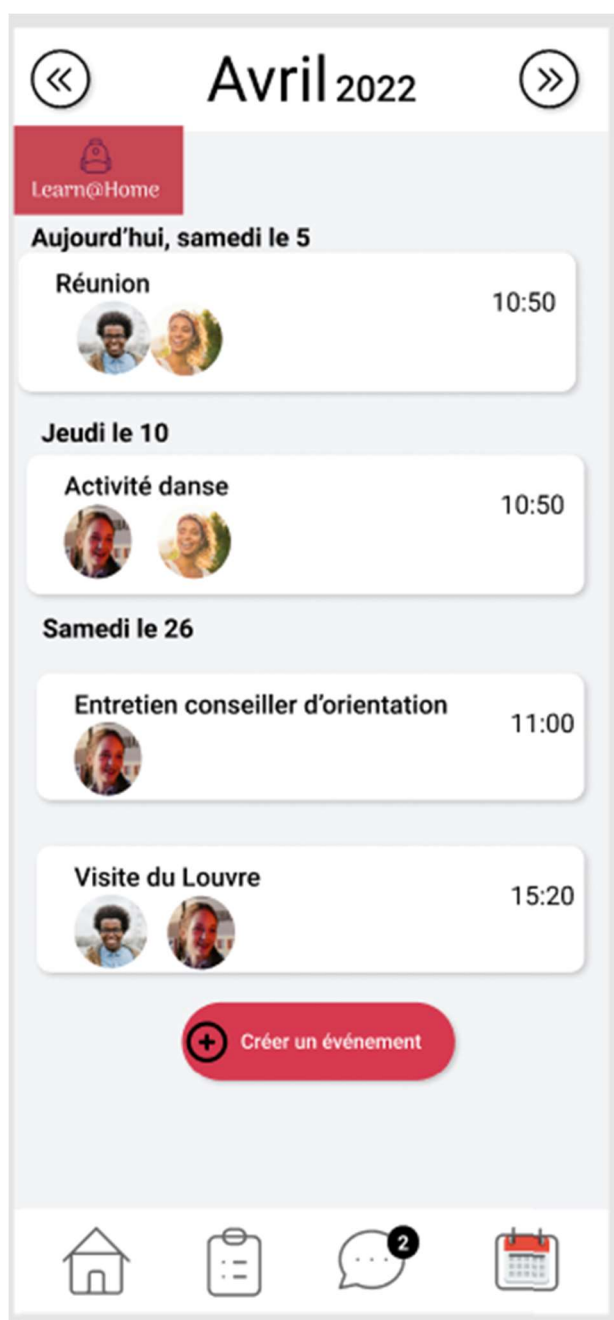 Avril 2022
Learn@Home
Aujourd’hui, samedi le 5
Réunion
10:50
Jeudi le 10
Activité danse
10:50
Samedi le 26
Entretien conseiller d’orientation
11:00
Visite du Louvre
15:20
Créer un événement
2